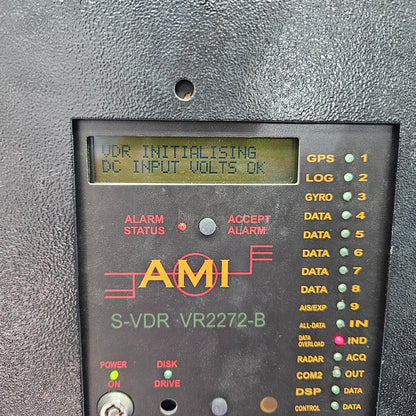 VDR INITIALISING
DC INPUT VOLTS OK
ALARM STATUS
ACCEPT ALARM
AMI
S-VDR VR2272-B
POWER ON
DISK DRIVE
GPS 1
LOG 2
GYRO 3
DATA 4
DATA 5
DATA 6
DATA 7
DATA 8
AIS/EXP 9
ALL-DATA IN
DATA OVERLOAD IND
RADAR ACQ
COM2 OUT
DSP DATA
CONTROL DATA